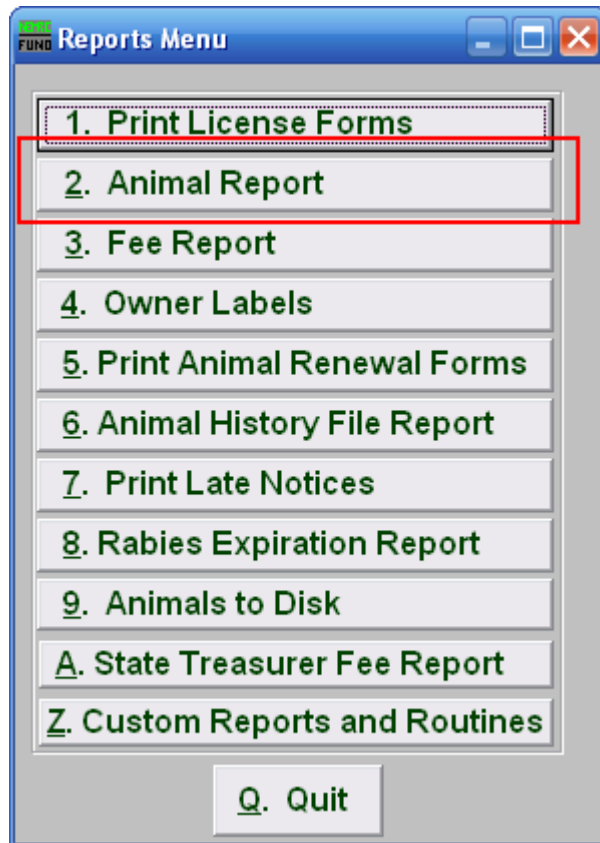 NEMRC
FUND Reports Menu
1. Print License Forms
2. Animal Report
3. Fee Report
4. Owner Labels
5. Print Animal Renewal Forms
6. Animal History File Report
7. Print Late Notices
8. Rabies Expiration Report
9. Animals to Disk
A. State Treasurer Fee Report
Z. Custom Reports and Routines
Q. Quit